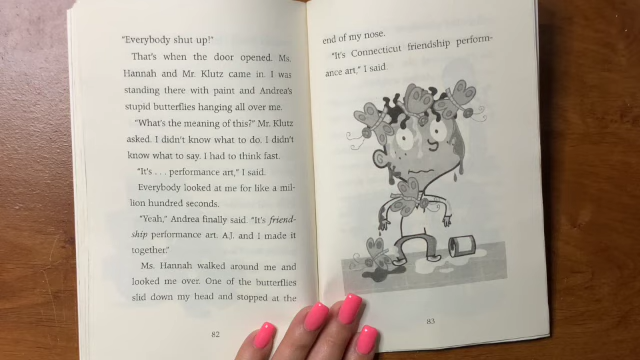 "Everybody shut up!"
That's when the door opened. Ms.
Hannah and Mr. Klutz came in. I was
standing there with paint and Andrea's
stupid butterflies hanging all over me.
"What's the meaning of this?" Mr. Klutz
asked. I didn't know what to do. I didn't
know what to say. I had to think fast.
"It's . . . performance art," I said.
Everybody looked at me for like a mil-
lion hundred seconds.
"Yeah," Andrea finally said. "It's friend-
ship performance art. A.J. and I made it
together."
Ms. Hannah walked around me and
looked me over. One of the butterflies
slid down my head and stopped at the
82
end of my nose.
"It's Connecticut friendship perform-
ance art," I said.
83